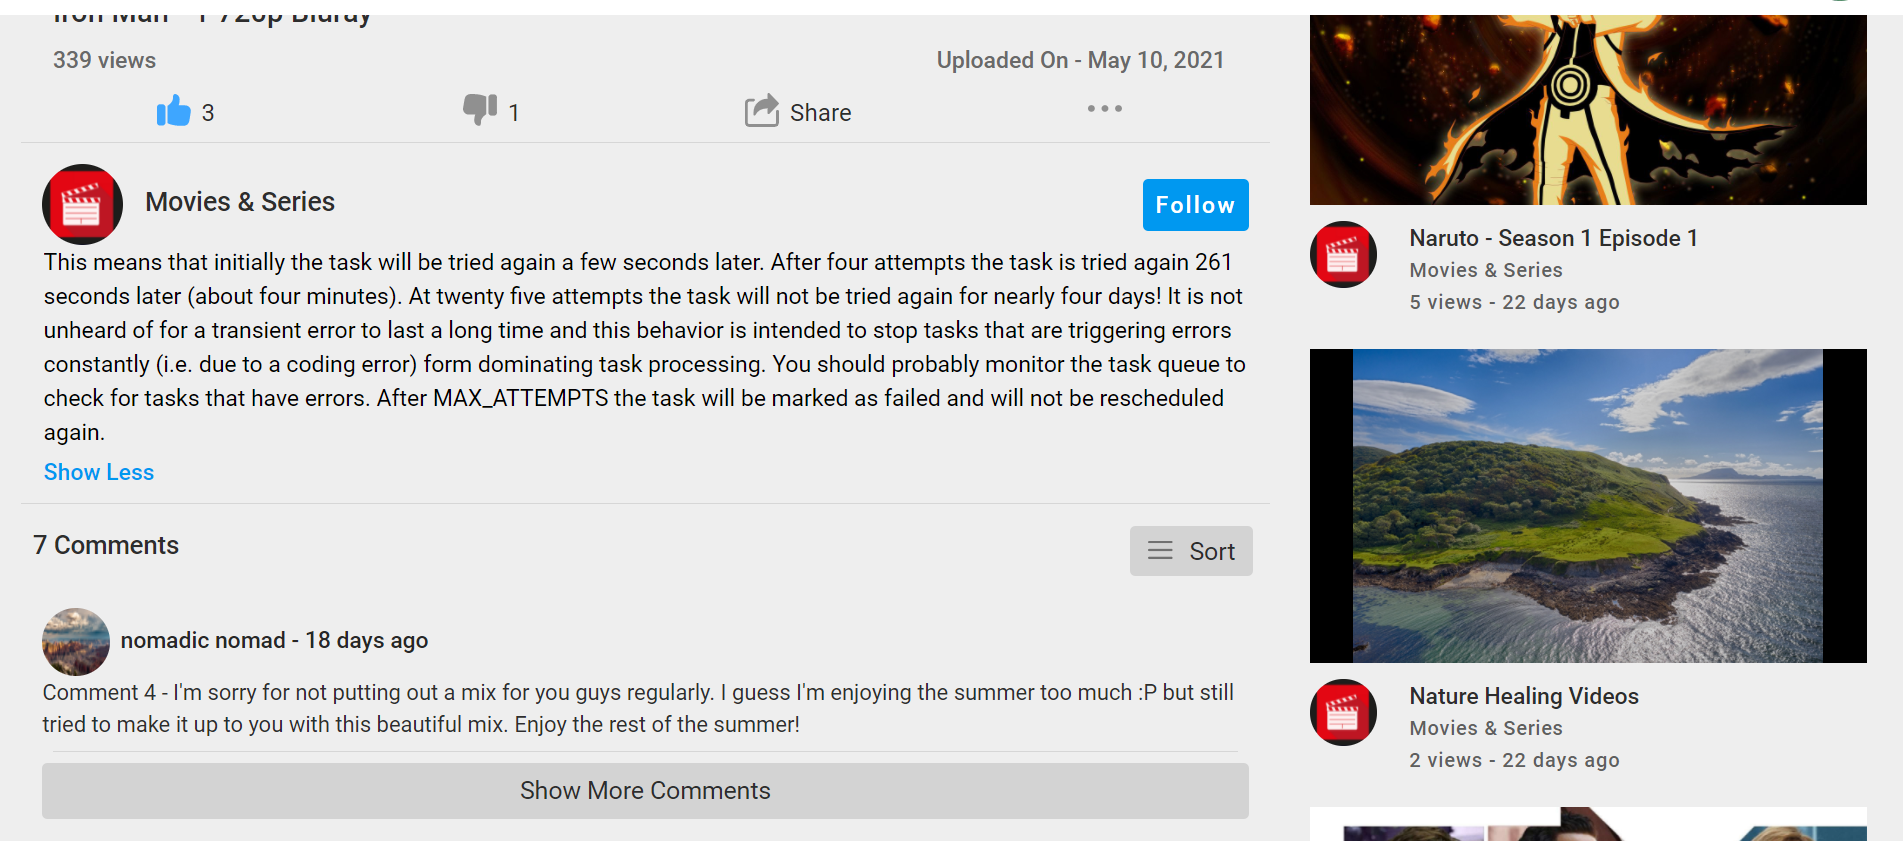 Iron Man - 1 720p Bluray
339 views
Uploaded On - May 10, 2021
3
1
Share
Movies & Series
Follow
This means that initially the task will be tried again a few seconds later. After four attempts the task is tried again 261
seconds later (about four minutes). At twenty five attempts the task will not be tried again for nearly four days! It is not
unheard of for a transient error to last a long time and this behavior is intended to stop tasks that are triggering errors
constantly (i.e. due to a coding error) form dominating task processing. You should probably monitor the task queue to
check for tasks that have errors. After MAX_ATTEMPTS the task will be marked as failed and will not be rescheduled
again.
Show Less
7 Comments
Sort
nomadic nomad - 18 days ago
Comment 4 - I'm sorry for not putting out a mix for you guys regularly. I guess I'm enjoying the summer too much :P but still
tried to make it up to you with this beautiful mix. Enjoy the rest of the summer!
Show More Comments
Naruto - Season 1 Episode 1
Movies & Series
5 views - 22 days ago
Nature Healing Videos
Movies & Series
2 views - 22 days ago